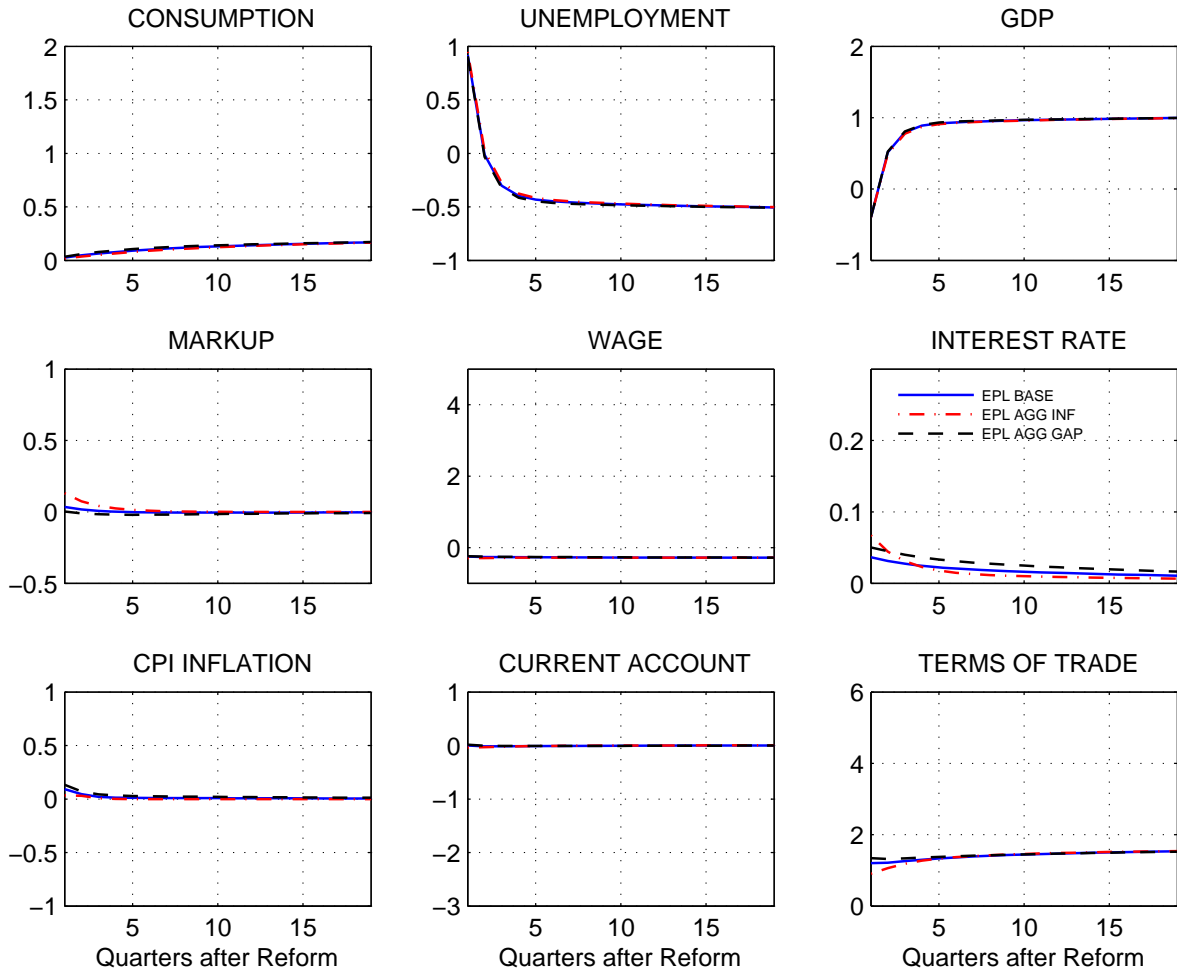 CONSUMPTION UNEMPLOYMENT GDP
2 1 2
1.5 0.5 1
1 0
0.5 −0.5 0
0 −1 −1
5 10 15 5 10 15 5 10 15
MARKUP WAGE INTEREST RATE
1
0.5 4 0.2
2
0 0.1
0
−0.5 0
EPL BASE
EPL AGG INF
EPL AGG GAP
5 10 15 5 10 15 5 10 15
CPI INFLATION CURRENT ACCOUNT TERMS OF TRADE
1 1 6
0.5 0 4
0 −1
−0.5 −2 2
−1 −3 0
5 10 15 5 10 15 5 10 15
Quarters after Reform Quarters after Reform Quarters after Reform